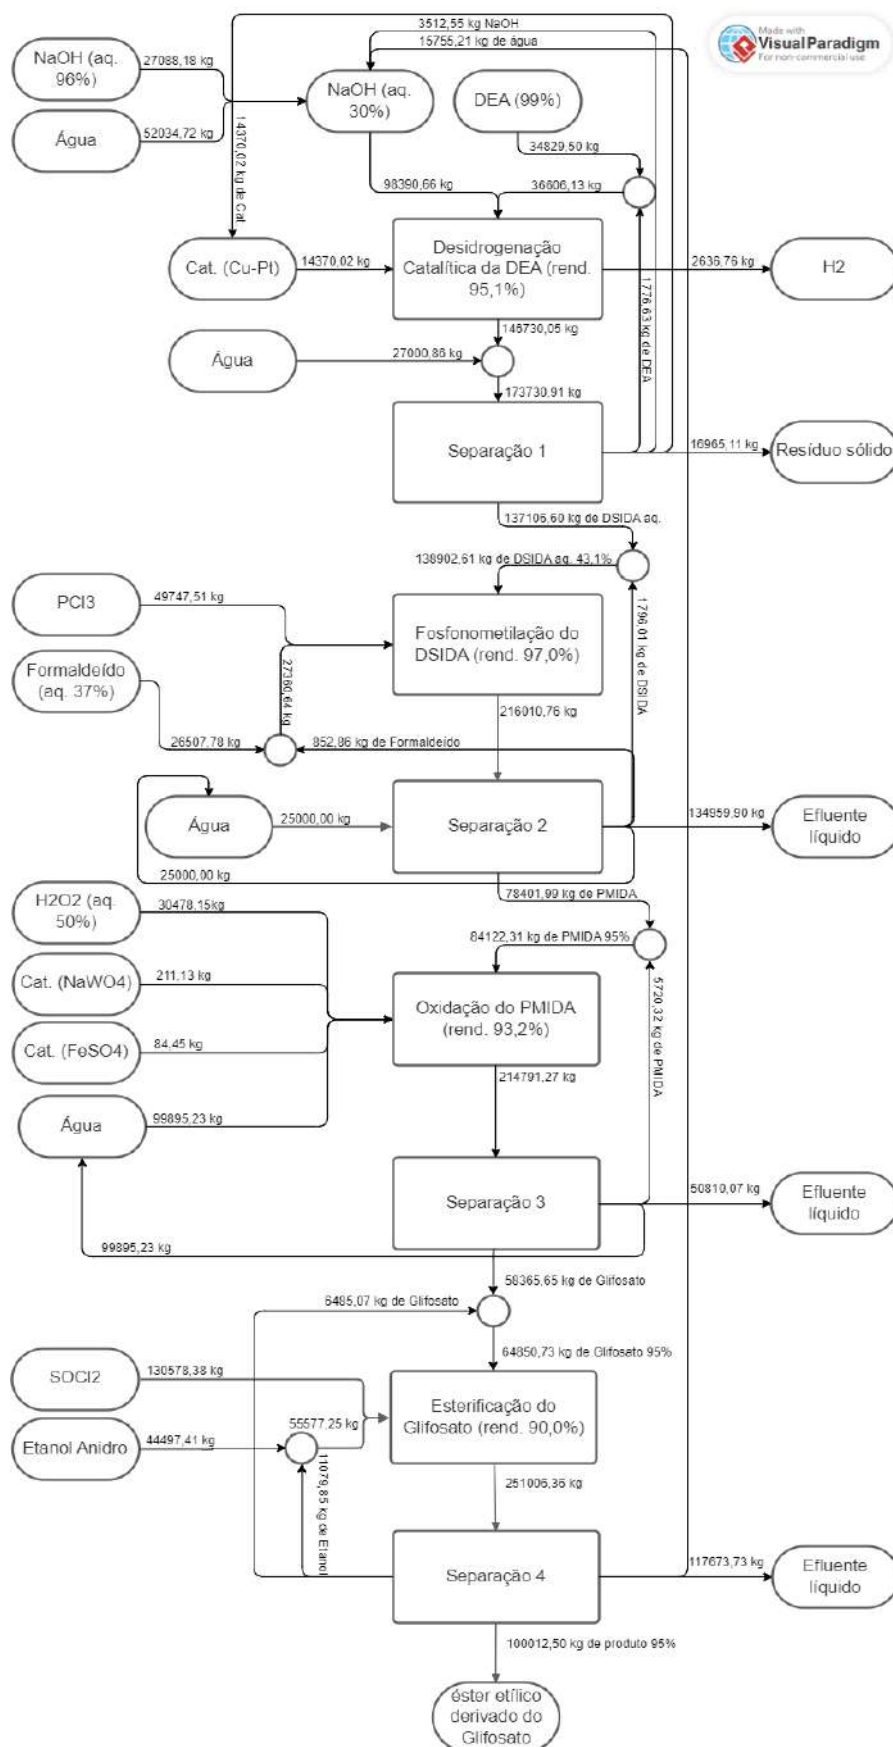 3512,55 kg NaOH
15755,21 kg de água
Made with
Visual Paradigm
For non-commercial use
NaOH (aq.
96%)
27088,18 kg
NaOH (aq.
30%)
DEA (99%)
Água
52034,72 kg
14370,02 kg de Cat.
34829,50 kg
98390,66 kg
36606,13 kg
Cat. (Cu-Pt)
14370,02 kg
Desidrogenação
Catalítica da DEA (rend.
95,1%)
2636,76 kg
H2
1776,63 kg de DEA
146730,05 kg
Água
27000,86 kg
173730,91 kg
Separação 1
16965,11 kg
Resíduo sólido
137106,60 kg de DSIDA aq.
138902,61 kg de DSIDA aq. 43,1%
PCl3
49747,51 kg
Fosfonometilação do
DSIDA (rend. 97,0%)
1796,01 kg de DSIDA
Formaldeído
(aq. 37%)
27360,64 kg
216010,76 kg
26507,78 kg
852,86 kg de Formaldeído
Água
25000,00 kg
Separação 2
134959,90 kg
Efluente
líquido
25000,00 kg
78401,99 kg de PMIDA
H2O2 (aq.
50%)
30478,15kg
84122,31 kg de PMIDA 95%
Cat. (NaWO4)
211,13 kg
Oxidação do PMIDA
(rend. 93,2%)
5720,32 kg de PMIDA
Cat. (FeSO4)
84,45 kg
214791,27 kg
Água
99895,23 kg
Separação 3
50810,07 kg
Efluente
líquido
99895,23 kg
58365,65 kg de Glifosato
6485,07 kg de Glifosato
64850,73 kg de Glifosato 95%
SOCl2
130578,38 kg
Esterificação do
Glifosato (rend. 90,0%)
55577,25 kg
Etanol Anidro
44497,41 kg
11079,85 kg de Etanol
251006,36 kg
Separação 4
117673,73 kg
Efluente
líquido
100012,50 kg de produto 95%
éster etílico
derivado do
Glifosato